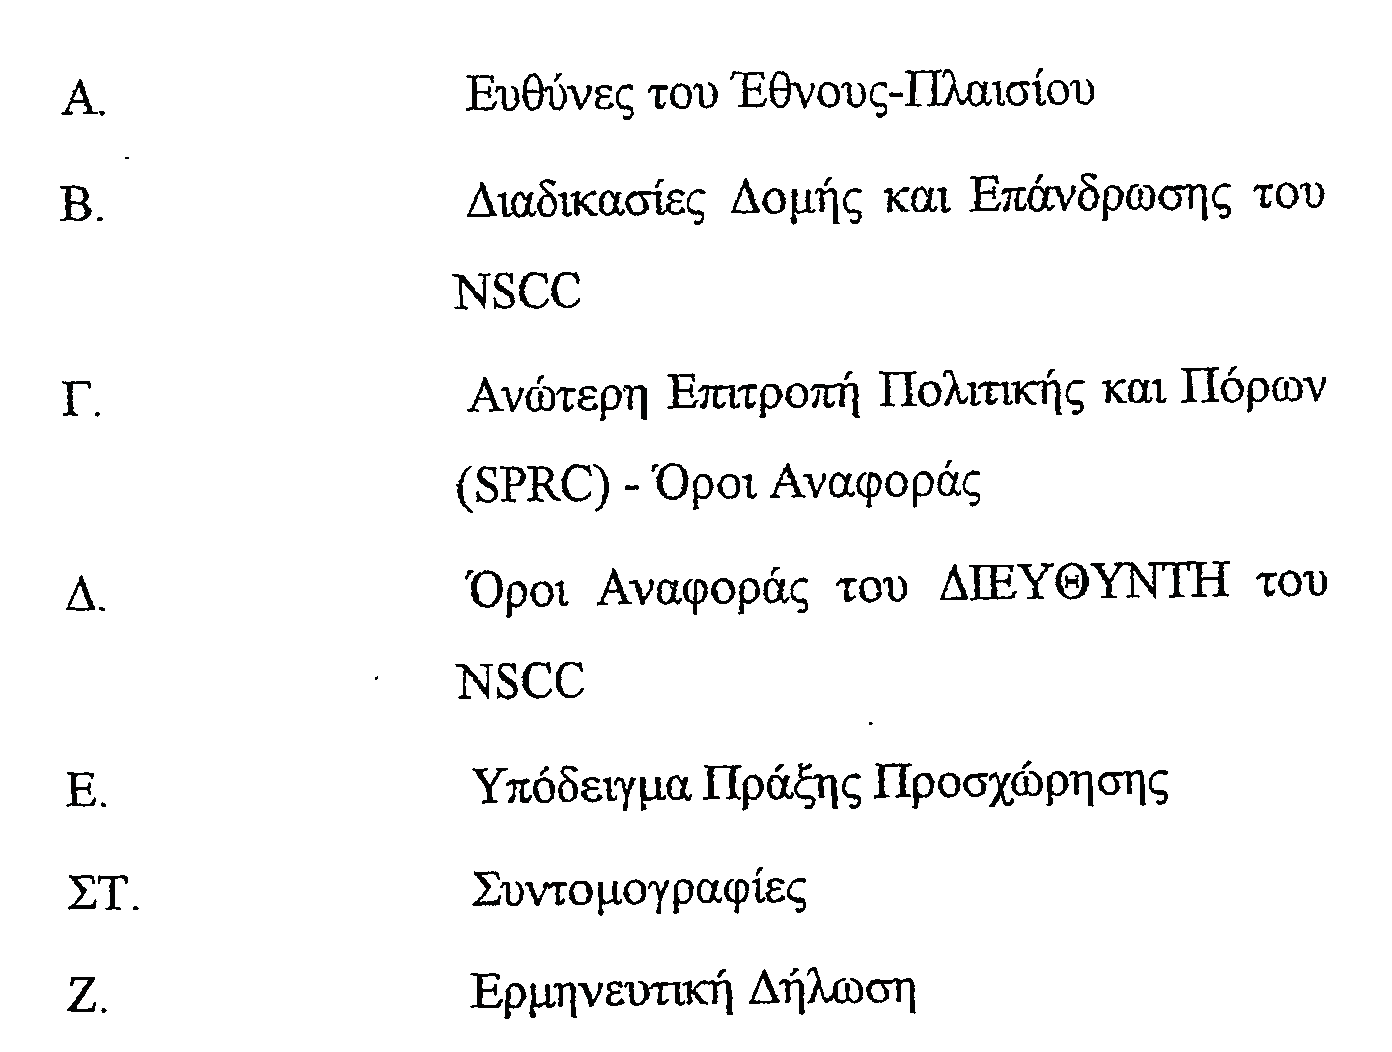 Α. Ευθύνες του Έθνους-Πλαισίου
Β. Διαδικασίες Δομής και Επάνδρωσης του
NSCC
Γ. Ανώτερη Επιτροπή Πολιτικής και Πόρων
(SPRC) - Όροι Αναφοράς
Δ. Όροι Αναφοράς του ΔΙΕΥΘΥΝΤΗ του
NSCC
Ε. Υπόδειγμα Πράξης Προσχώρησης
ΣΤ. Συντομογραφίες
Ζ. Ερμηνευτική Δήλωση